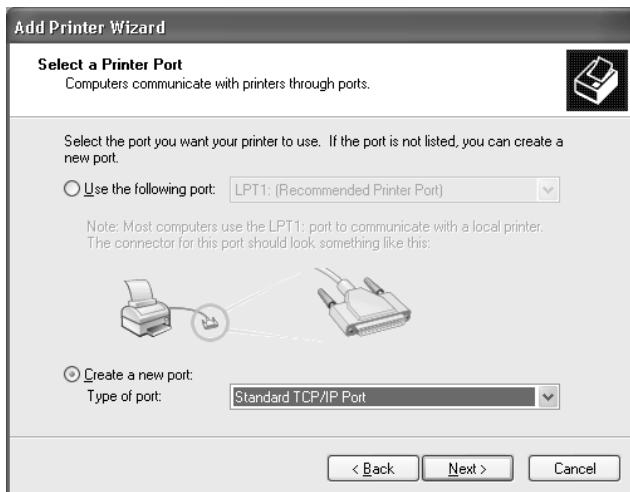 Add Printer Wizard
Select a Printer Port
Computers communicate with printers through ports.
Select the port you want your printer to use.  If the port is not listed, you can create a
new port.
Use the following port:
LPT1: (Recommended Printer Port)
Note: Most computers use the LPT1: port to communicate with a local printer.
The connector for this port should look something like this:
Create a new port:
Type of port:
Standard TCP/IP Port
< Back
Next >
Cancel